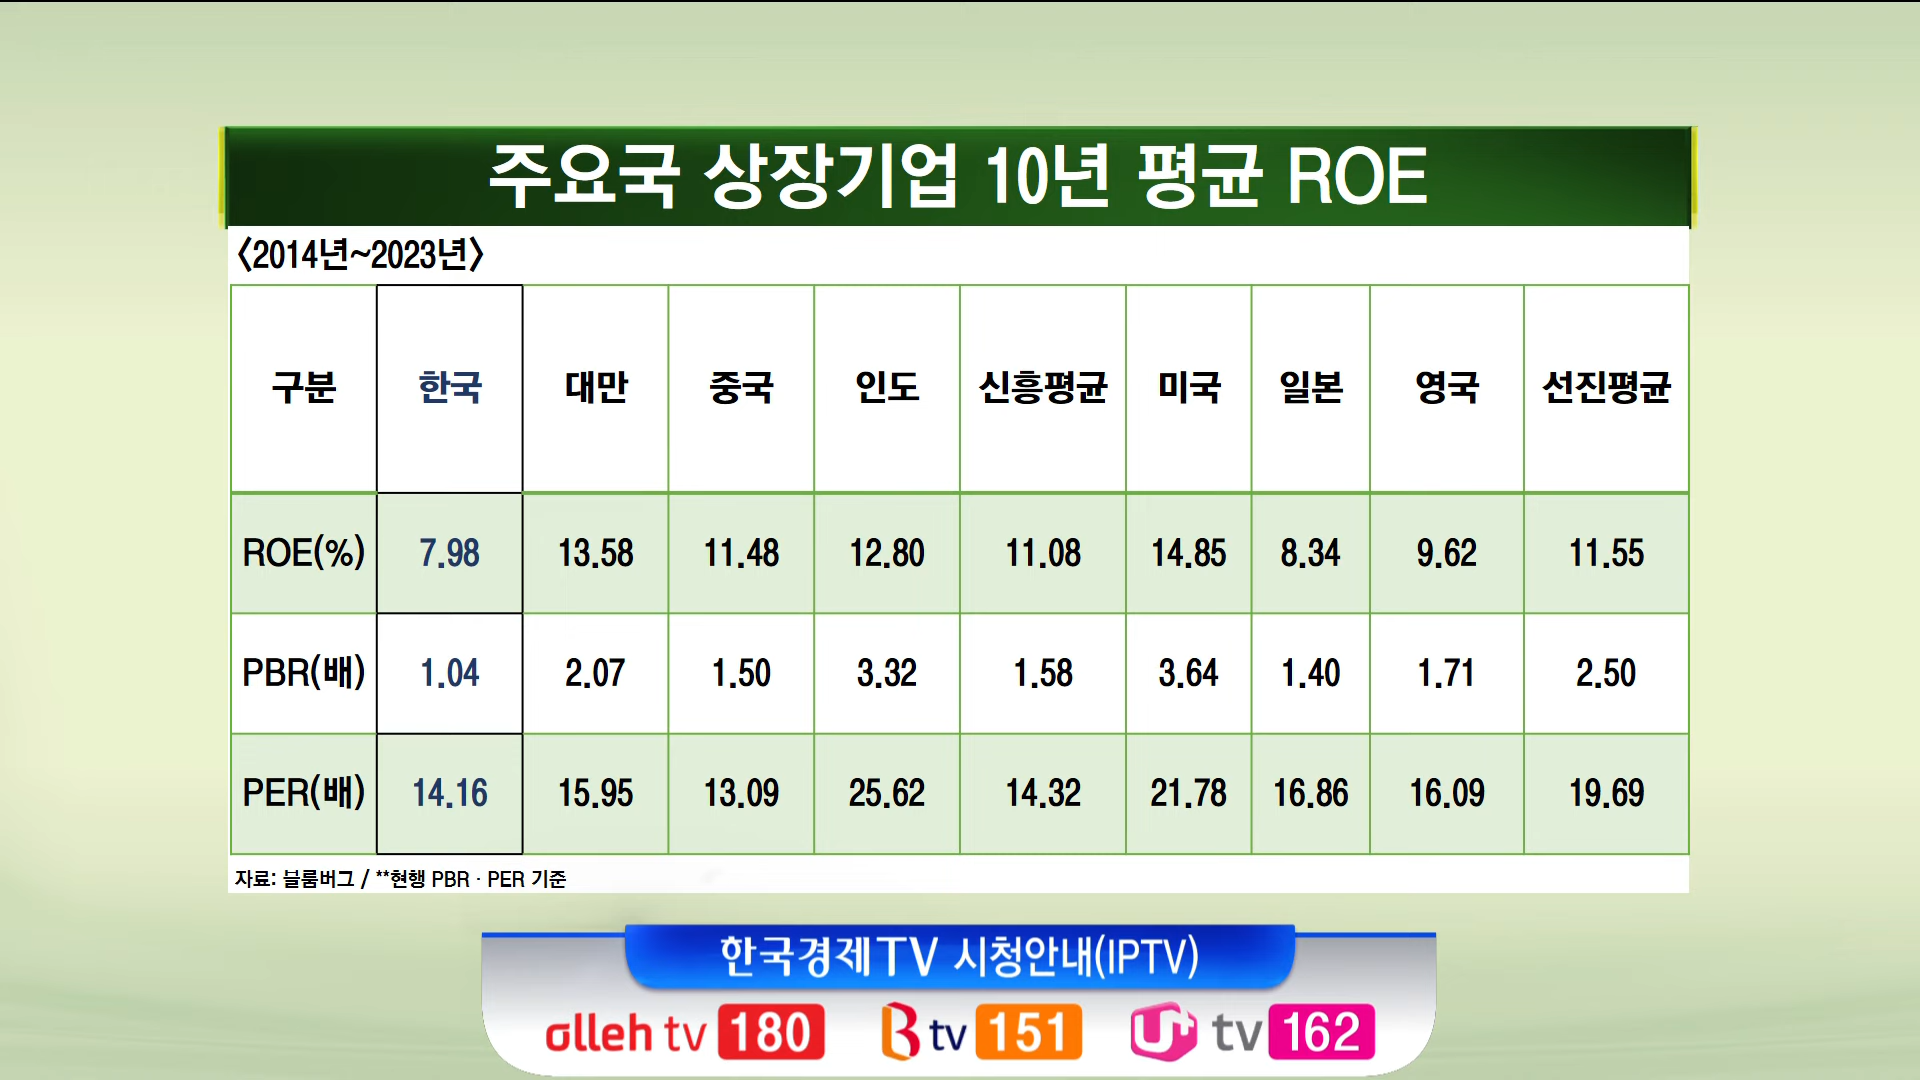 주요국 상장기업 10년 평균 ROE
<2014년~2023년>
구분 한국 대만 중국 인도 신흥평균 미국 일본 영국 선진평균
ROE(%) 7.98 13.58 11.48 12.80 11.08 14.85 8.34 9.62 11.55
PBR(배) 1.04 2.07 1.50 3.32 1.58 3.64 1.40 1.71 2.50
PER(배) 14.16 15.95 13.09 25.62 14.32 21.78 16.86 16.09 19.69
자료: 블룸버그 / **현행 PBR · PER 기준
한국경제TV 시청안내(IPTV)
olleh tv 180 B tv 151 U+ tv 162